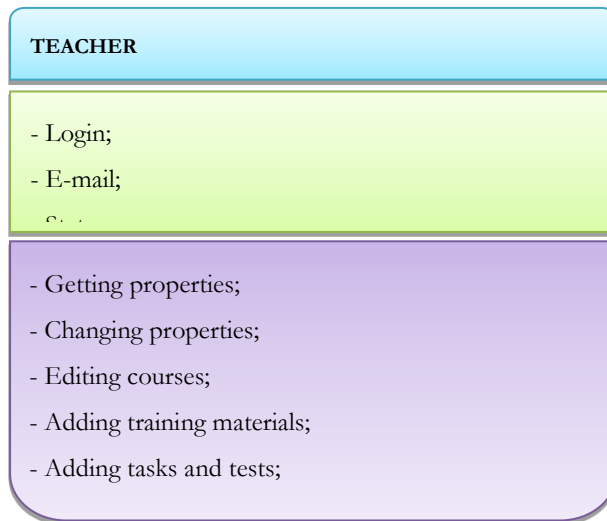 TEACHER
- Login;
- E-mail;
- Getting properties;
- Changing properties;
- Editing courses;
- Adding training materials;
- Adding tasks and tests;